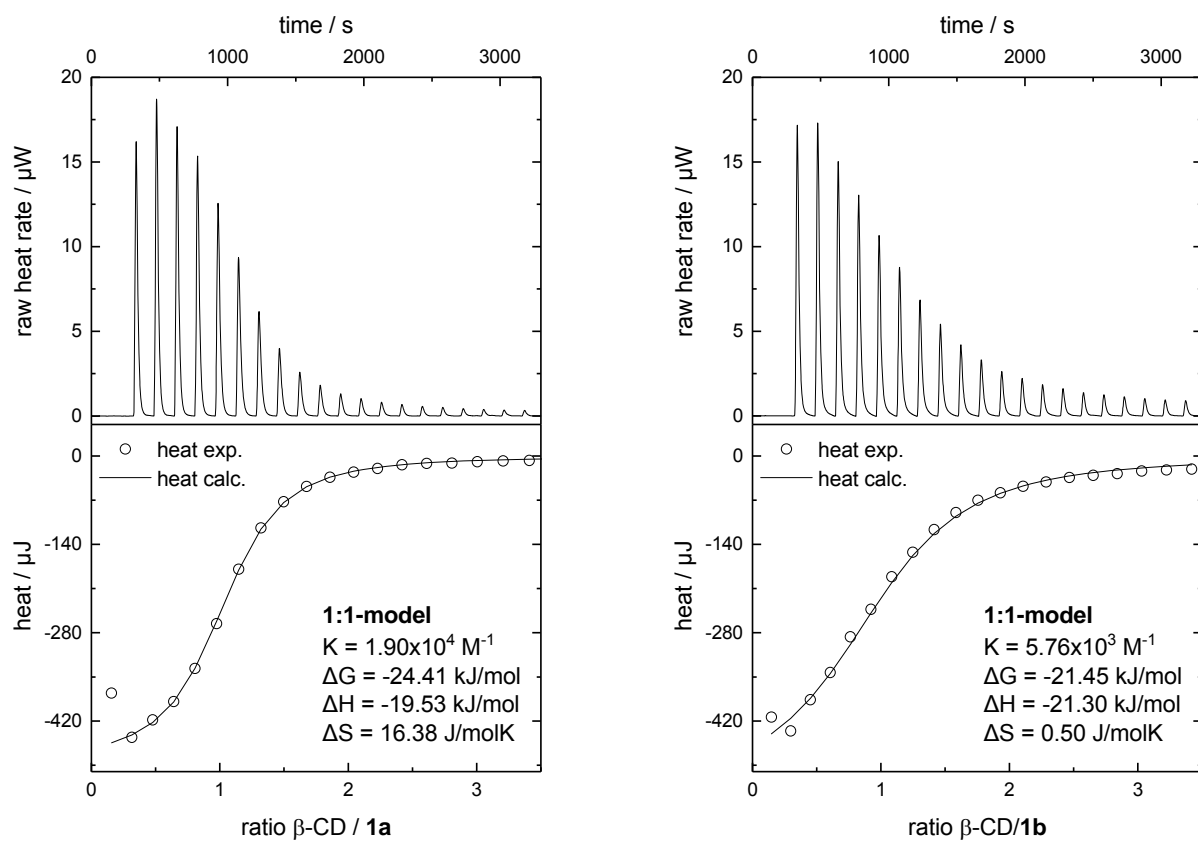 time / s
0 1000 2000 3000
20
15
10
5
0
raw heat rate / µW
heat exp.
heat calc.
0
-140
-280
-420
heat / µJ
1:1-model
K = 1.90x10⁴ M⁻¹
ΔG = -24.41 kJ/mol
ΔH = -19.53 kJ/mol
ΔS = 16.38 J/molK
0 1 2 3
ratio β-CD / 1a
time / s
0 1000 2000 3000
20
15
10
5
0
raw heat rate / µW
heat exp.
heat calc.
0
-140
-280
-420
heat / µJ
1:1-model
K = 5.76x10³ M⁻¹
ΔG = -21.45 kJ/mol
ΔH = -21.30 kJ/mol
ΔS = 0.50 J/molK
0 1 2 3
ratio β-CD/1b